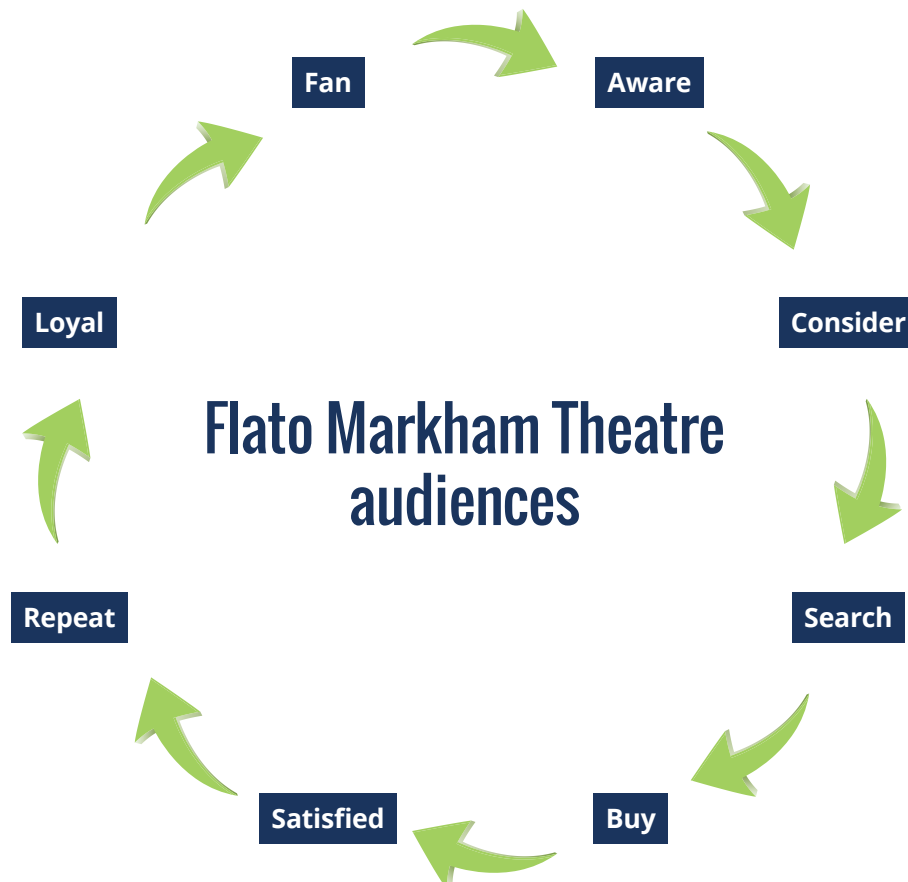 Fan
Aware
Loyal
Consider
Flato Markham Theatre
audiences
Repeat
Search
Satisfied
Buy